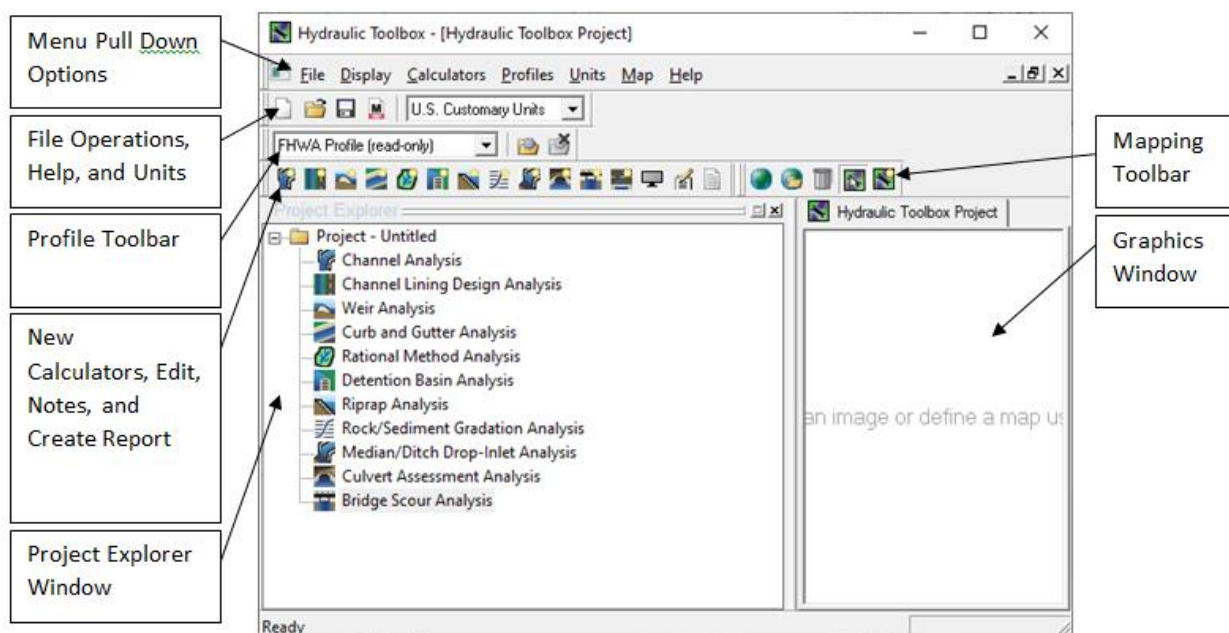 Menu Pull Down
Options
File Operations,
Help, and Units
Profile Toolbar
New
Calculators, Edit,
Notes, and
Create Report
Project Explorer
Window
Hydraulic Toolbox - [Hydraulic Toolbox Project]
File Display Calculators Profiles Units Map Help
U.S. Customary Units
FHWA Profile (read-only)
Project Explorer
Project - Untitled
Channel Analysis
Channel Lining Design Analysis
Weir Analysis
Curb and Gutter Analysis
Rational Method Analysis
Detention Basin Analysis
Riprap Analysis
Rock/Sediment Gradation Analysis
Median/Ditch Drop-Inlet Analysis
Culvert Assessment Analysis
Bridge Scour Analysis
Ready
Hydraulic Toolbox Project
an image or define a map us
Mapping
Toolbar
Graphics
Window